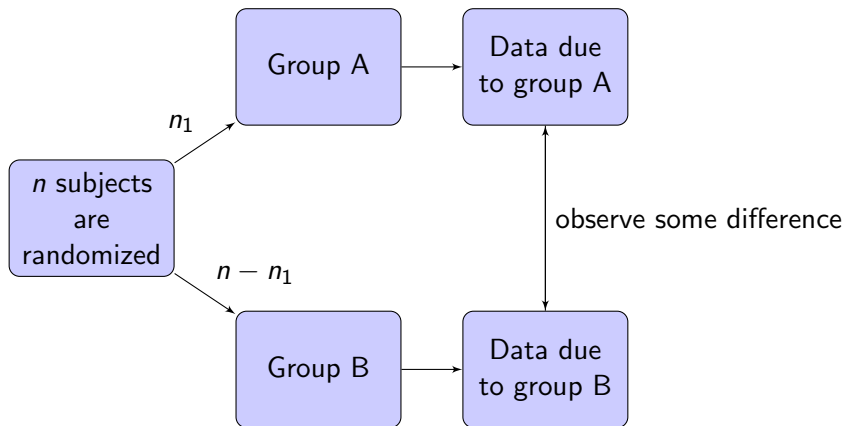 Group A
Data due
to group A
n₁
n subjects
are
randomized
observe some difference
n − n₁
Group B
Data due
to group B